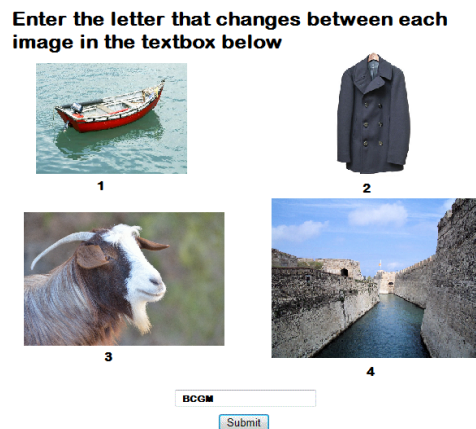 Enter the letter that changes between each
image in the textbox below
1
2
3
4
BCGM
Submit